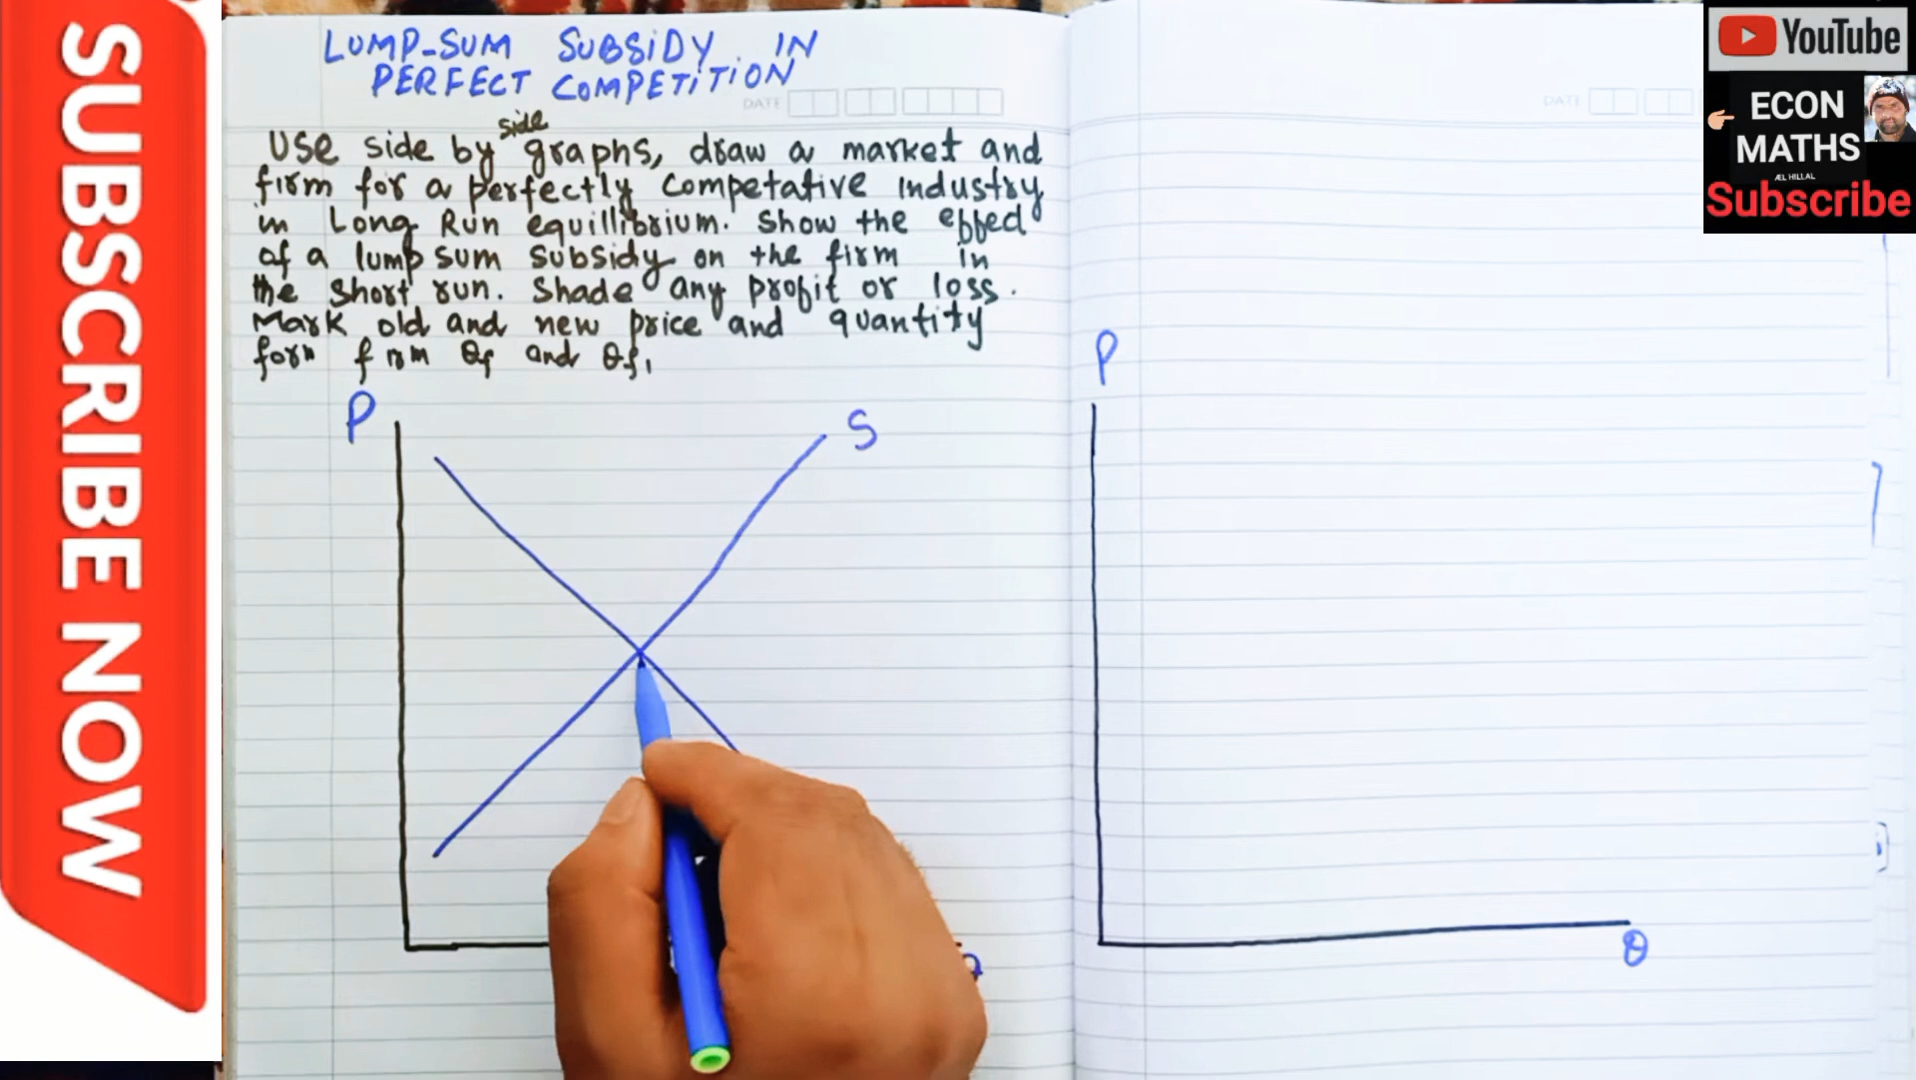 SUBSCRIBE NOW
LUMP-SUM SUBSIDY IN
PERFECT COMPETITION
DATE
side
Use side by graphs, draw a market and
firm for a perfectly competative industry
in Long Run equillibrium. Show the effect
of a lump sum subsidy on the firm in
the short run. Shade any profit or loss.
Mark old and new price and quantity
form firm Qf and Qf1
P
S
Q
DATE
P
Q
YouTube
ECON
MATHS
ÆL HILLAL
Subscribe